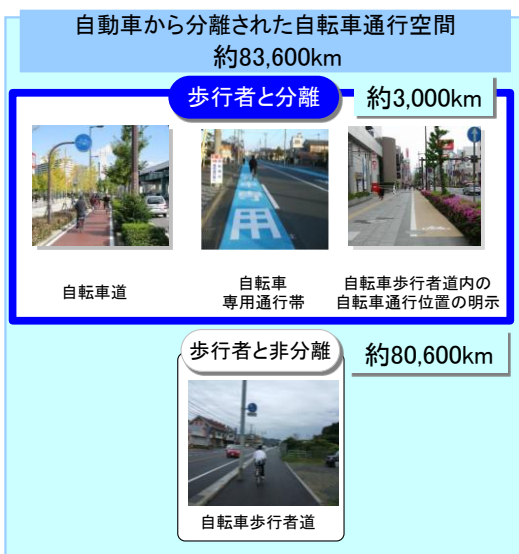 自動車から分離された自転車通行空間
約83,600km
歩行者と分離
約3,000km
専用
自転車道
自転車
専用通行帯
自転車歩行者道内の
自転車通行位置の明示
歩行者と非分離
約80,600km
自転車歩行者道